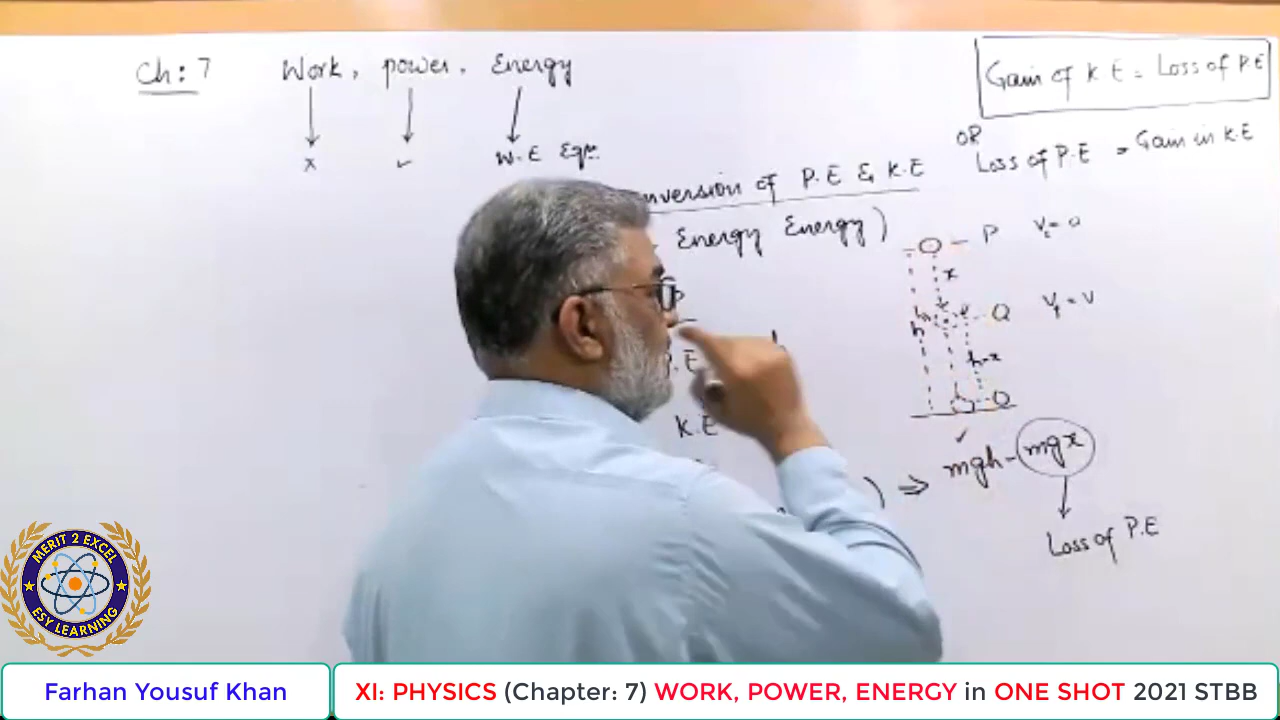 Ch: 7 Work, power, Energy
x ✓ W.E Eqn.
Gain of K E = Loss of P.E
OR
Loss of P.E = Gain in K.E
nversion of P.E & K.E
Energy Energy)
P V_i = 0
x
Q V_f = V
h
h-x
O
P.E
K.E
) ⇒ mgh - mgx
Loss of P.E
MERIT 2 EXCEL
ESY LEARNING
Farhan Yousuf Khan
XI: PHYSICS (Chapter: 7) WORK, POWER, ENERGY in ONE SHOT 2021 STBB